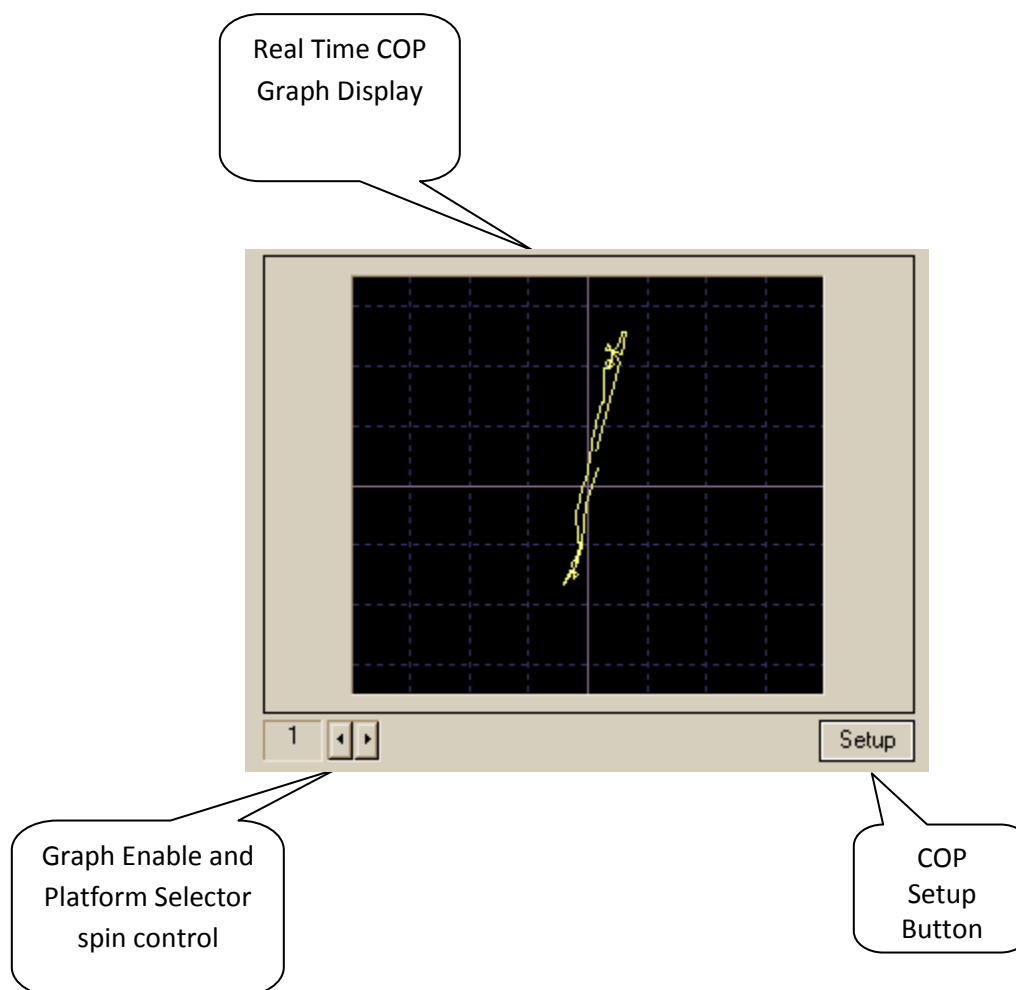 Real Time COP
Graph Display
1
Setup
Graph Enable and
Platform Selector
spin control
COP
Setup
Button